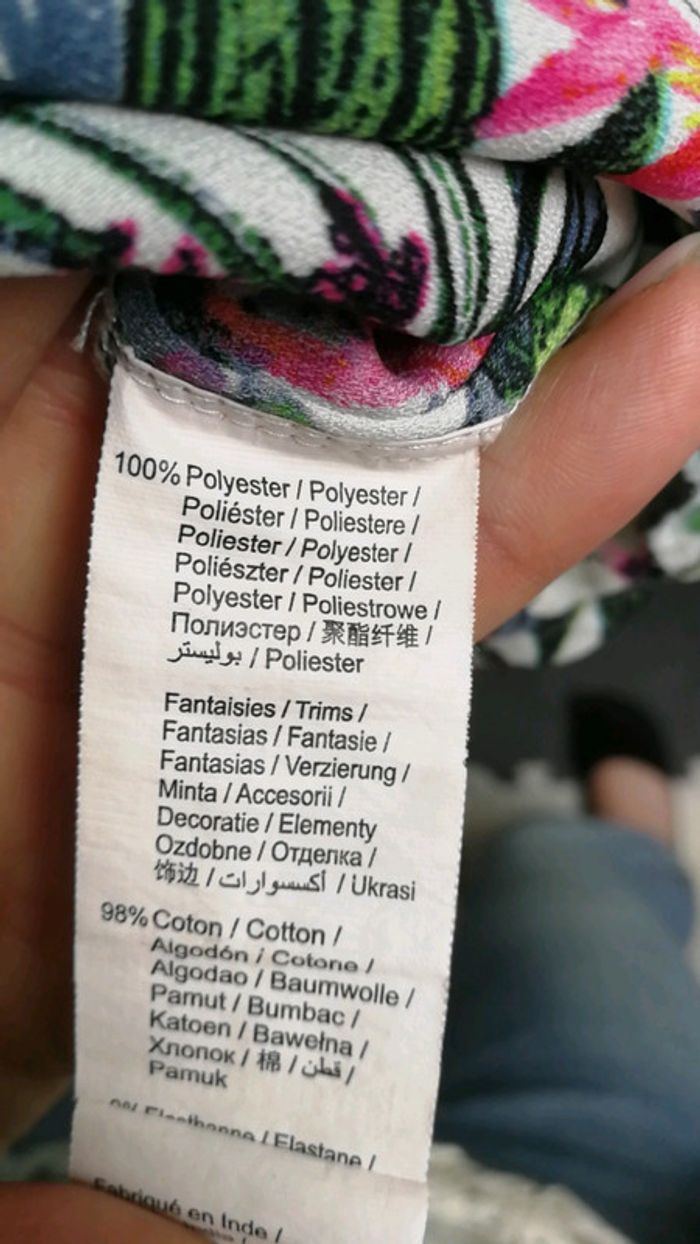 100% Polyester / Polyester /
Poliéster / Poliestere /
Poliester / Polyester /
Poliészter / Poliester /
Polyester / Poliestrowe /
Полиэстер / 聚酯纤维 /
بوليستر / Poliester
Fantaisies / Trims /
Fantasias / Fantasie /
Fantasias / Verzierung /
Minta / Accesorii /
Decoratie / Elementy
Ozdobne / Отделка /
饰边 / أكسسوارات / Ukrasi
98% Coton / Cotton /
Algodón / Cotone /
Algodao / Baumwolle /
Pamut / Bumbac /
Katoen / Bawełna /
Хлопок / 棉 / قطن /
Pamuk
Elasthanne / Elastane /
Fabriqué en Inde /